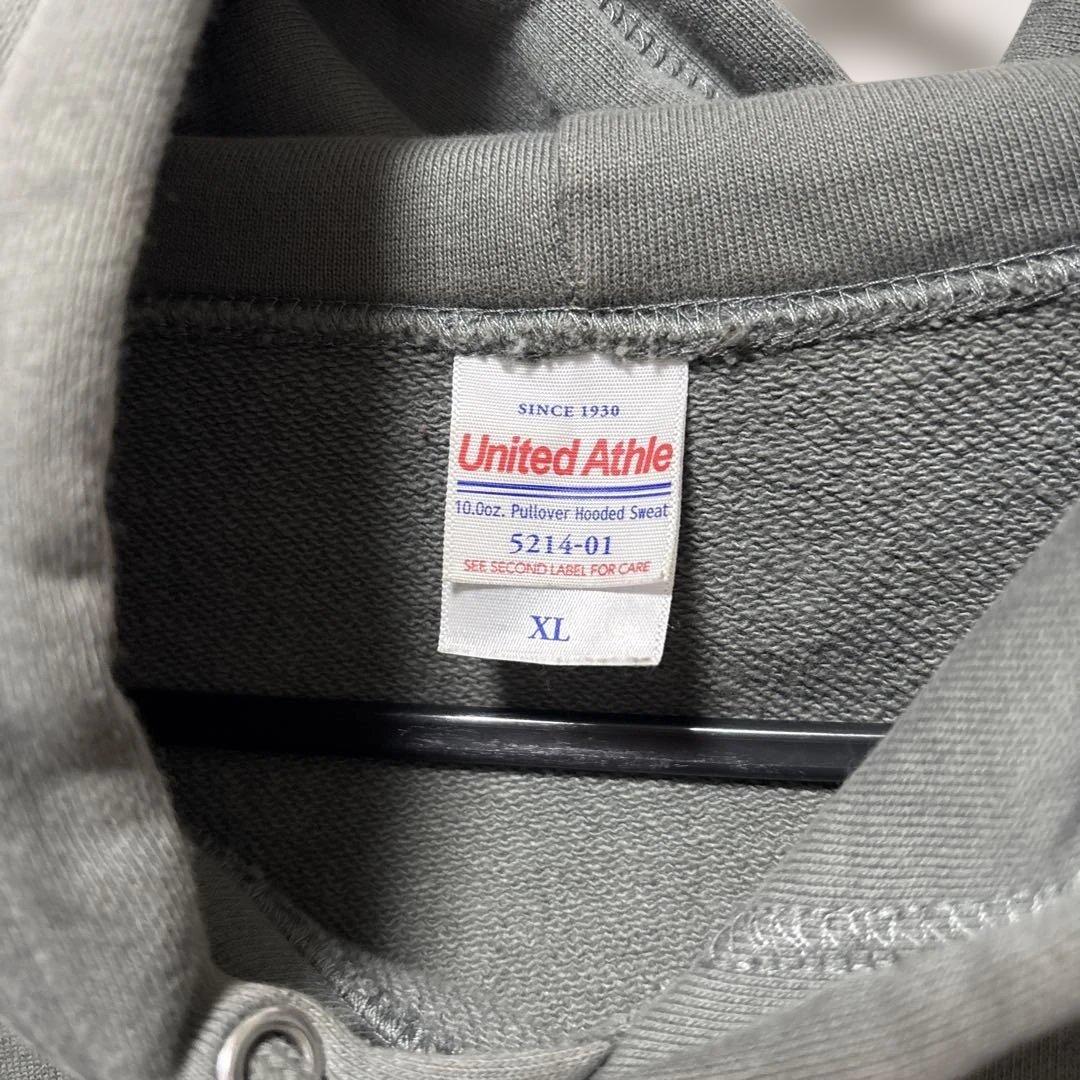 SINCE 1930
United Athle
10.0oz. Pullover Hooded Sweat
5214-01
SEE SECOND LABEL FOR CARE
XL